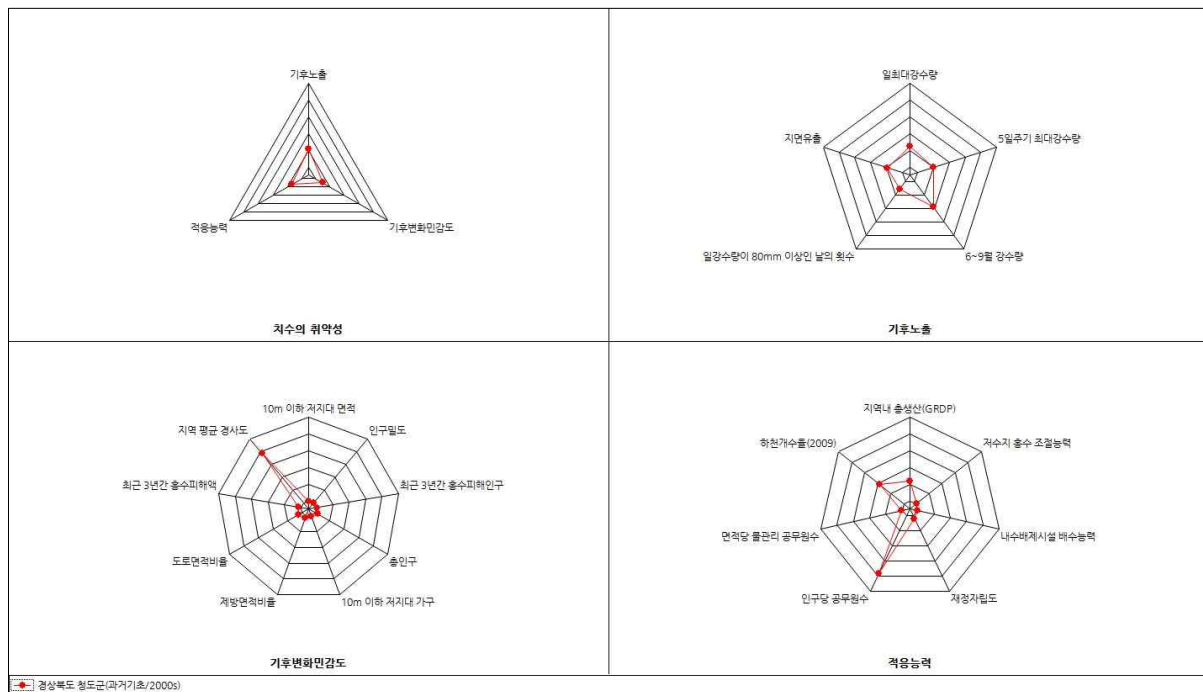 기후노출
적응능력
기후변화민감도
치수의 취약성
일최대강수량
지면유출
5일주기 최대강수량
일강수량이 80mm 이상인 날의 횟수
6~9월 강수량
기후노출
10m 이하 저지대 면적
지역 평균 경사도
인구밀도
최근 3년간 홍수피해액
최근 3년간 홍수피해인구
도로면적비율
총인구
제방면적비율
10m 이하 저지대 가구
기후변화민감도
지역내 총생산(GRDP)
하천개수률(2009)
저수지 홍수 조절능력
면적당 물관리 공무원수
내수배제시설 배수능력
인구당 공무원수
재정자립도
적응능력
경상북도 청도군(과거기초/2000s)